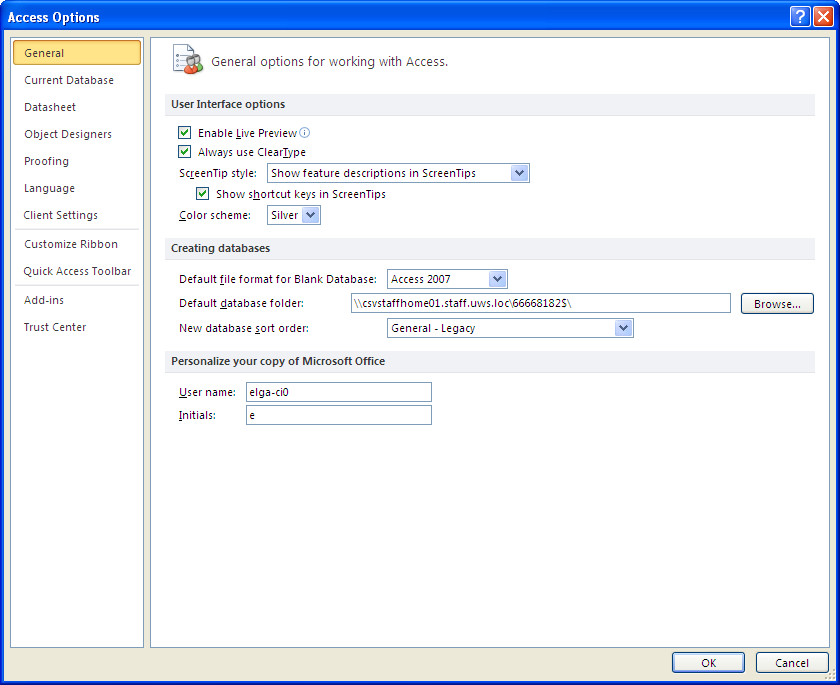 Access Options
General
Current Database
Datasheet
Object Designers
Proofing
Language
Client Settings
Customize Ribbon
Quick Access Toolbar
Add-ins
Trust Center
General options for working with Access.
User Interface options
Enable Live Preview
Always use ClearType
ScreenTip style: Show feature descriptions in ScreenTips
Show shortcut keys in ScreenTips
Color scheme: Silver
Creating databases
Default file format for Blank Database: Access 2007
Default database folder: \\csvstaffhome01.staff.uws.loc\66668182$\ Browse...
New database sort order: General - Legacy
Personalize your copy of Microsoft Office
User name: elga-ci0
Initials: e
OK Cancel